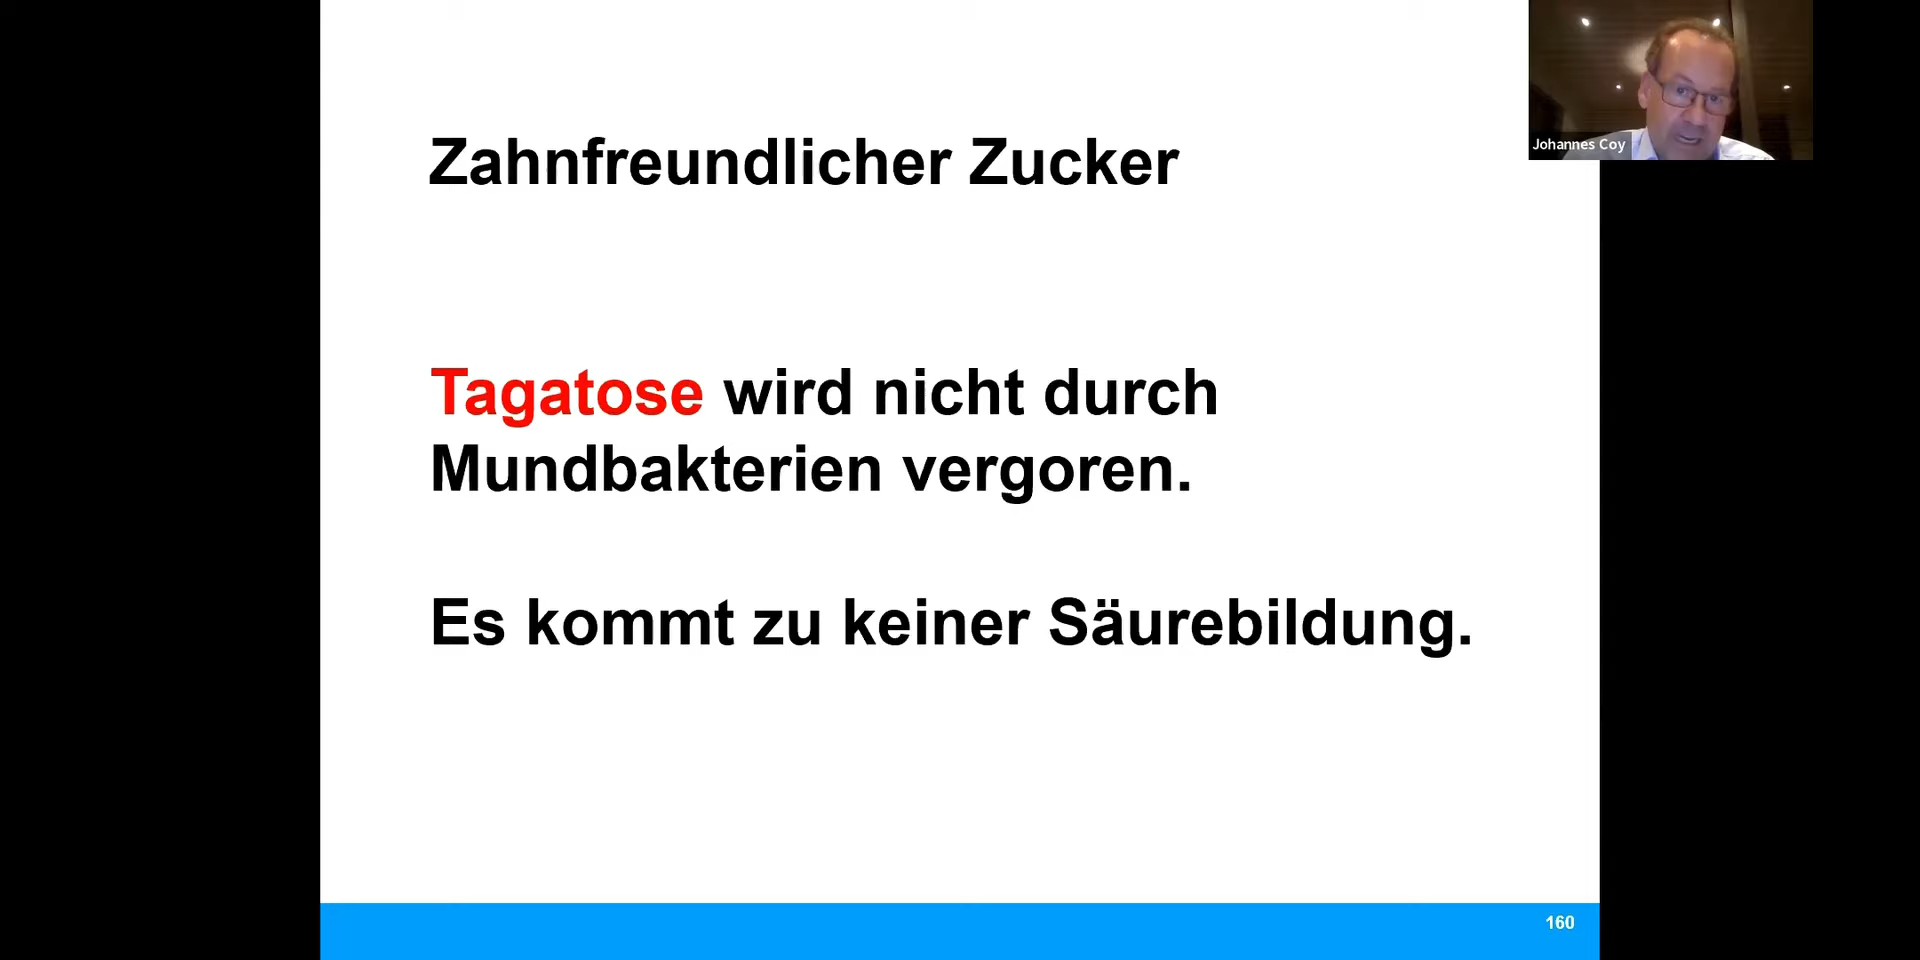 Johannes Coy
Zahnfreundlicher Zucker
Tagatose wird nicht durch
Mundbakterien vergoren.
Es kommt zu keiner Säurebildung.
160